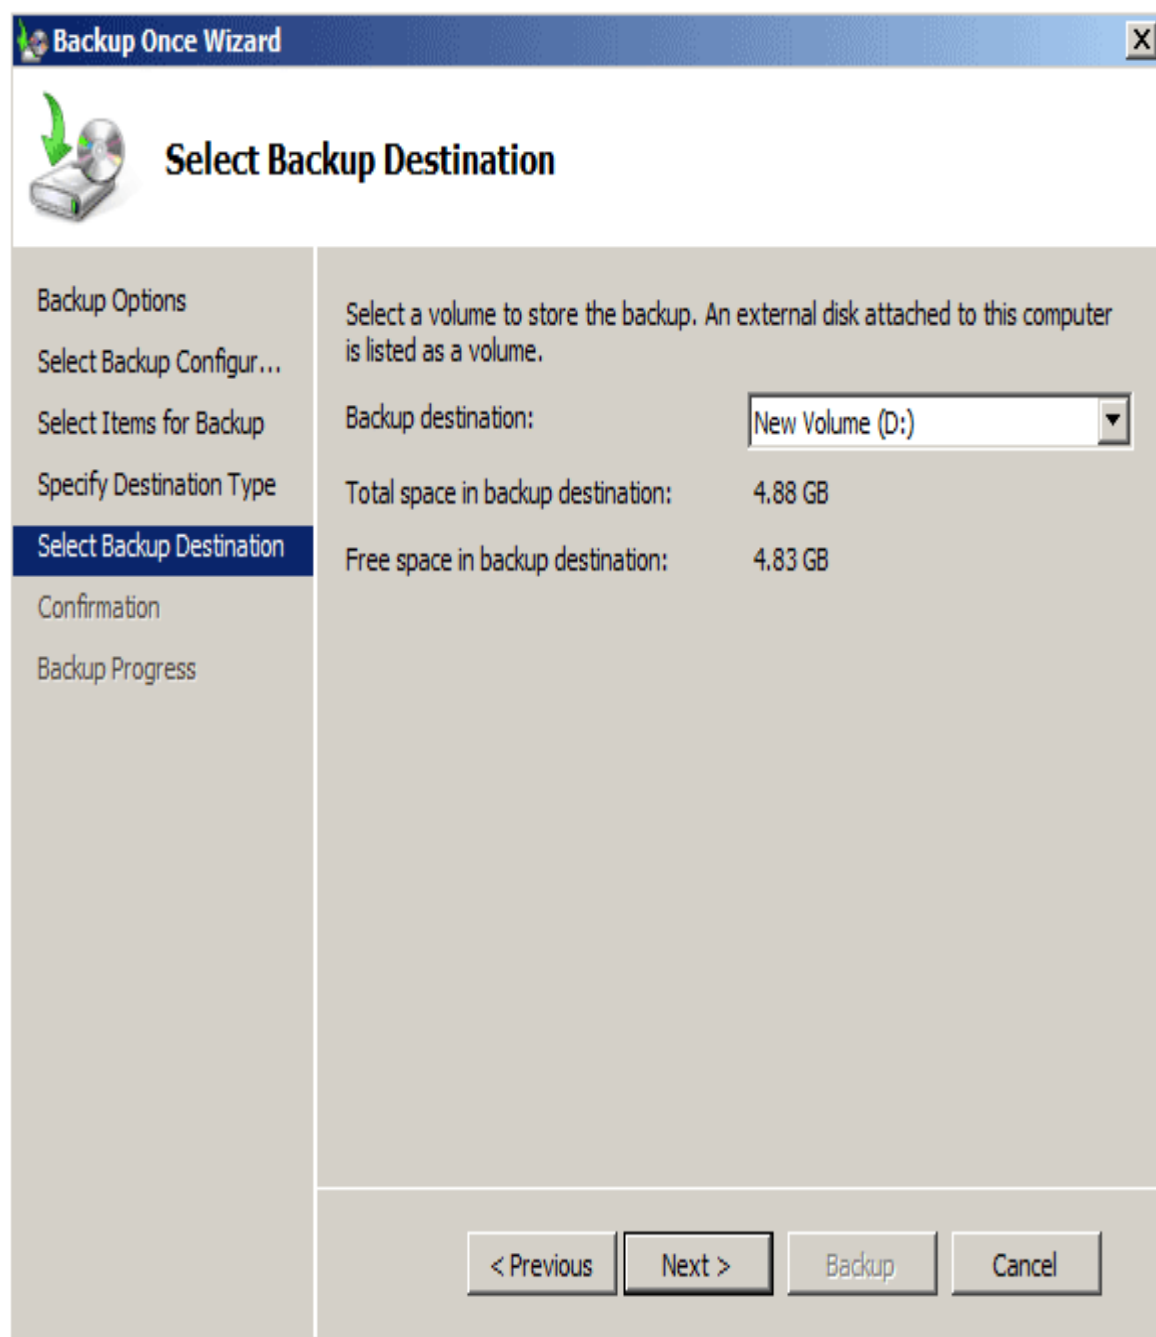 Backup Once Wizard
X
Select Backup Destination
Backup Options
Select Backup Configur...
Select Items for Backup
Specify Destination Type
Select Backup Destination
Confirmation
Backup Progress
Select a volume to store the backup. An external disk attached to this computer
is listed as a volume.
Backup destination: New Volume (D:)
Total space in backup destination: 4.88 GB
Free space in backup destination: 4.83 GB
< Previous Next > Backup Cancel